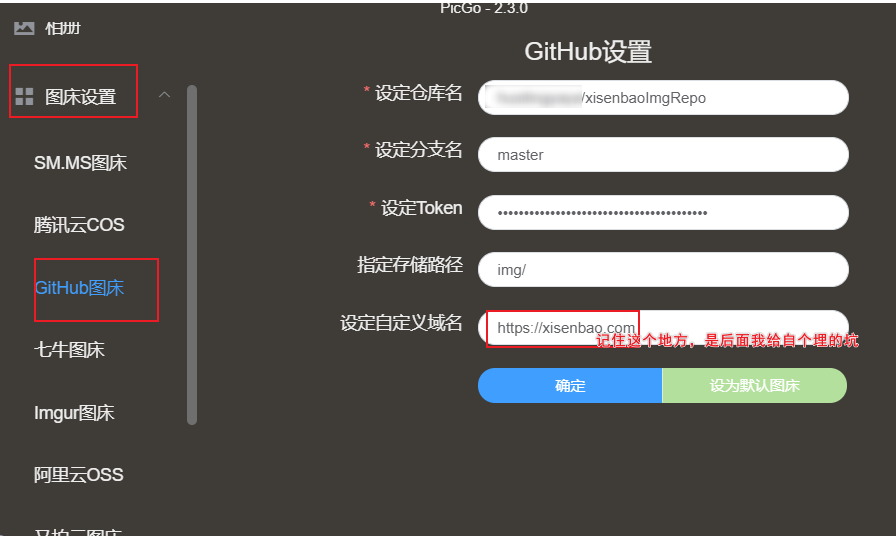 PicGo - 2.3.0
相册
图床设置
SM.MS图床
腾讯云COS
GitHub图床
七牛图床
Imgur图床
阿里云OSS
GitHub设置
* 设定仓库名
/xisenbaoImgRepo
* 设定分支名
master
* 设定Token
指定存储路径
img/
设定自定义域名
https://xisenbao.com
记住这个地方，是后面我给自个埋的坑
确定
设为默认图床